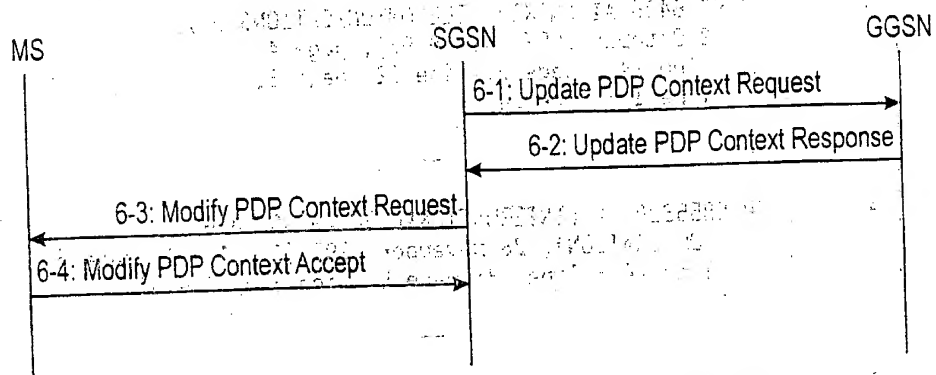 MS
SGSN
GGSN
6-1: Update PDP Context Request
6-2: Update PDP Context Response
6-3: Modify PDP Context Request
6-4: Modify PDP Context Accept